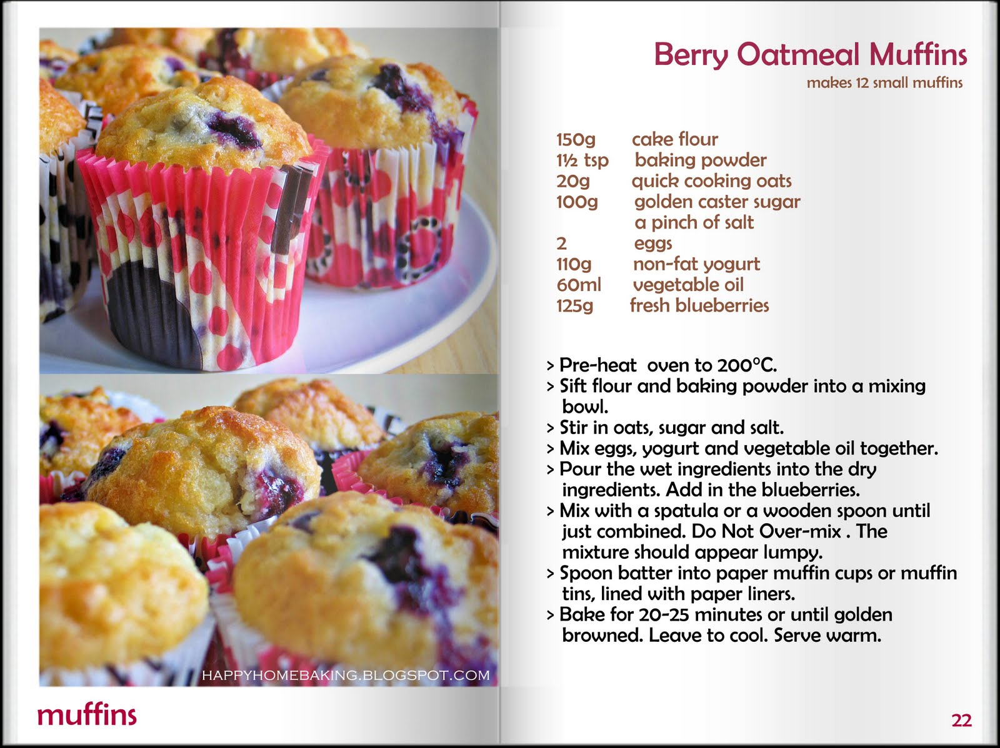 HAPPYHOMEBAKING.BLOGSPOT.COM
muffins
Berry Oatmeal Muffins
makes 12 small muffins
150g cake flour
1½ tsp baking powder
20g quick cooking oats
100g golden caster sugar
a pinch of salt
2 eggs
110g non-fat yogurt
60ml vegetable oil
125g fresh blueberries
> Pre-heat oven to 200°C.
> Sift flour and baking powder into a mixing
bowl.
> Stir in oats, sugar and salt.
> Mix eggs, yogurt and vegetable oil together.
> Pour the wet ingredients into the dry
ingredients. Add in the blueberries.
> Mix with a spatula or a wooden spoon until
just combined. Do Not Over-mix . The
mixture should appear lumpy.
> Spoon batter into paper muffin cups or muffin
tins, lined with paper liners.
> Bake for 20-25 minutes or until golden
browned. Leave to cool. Serve warm.
22